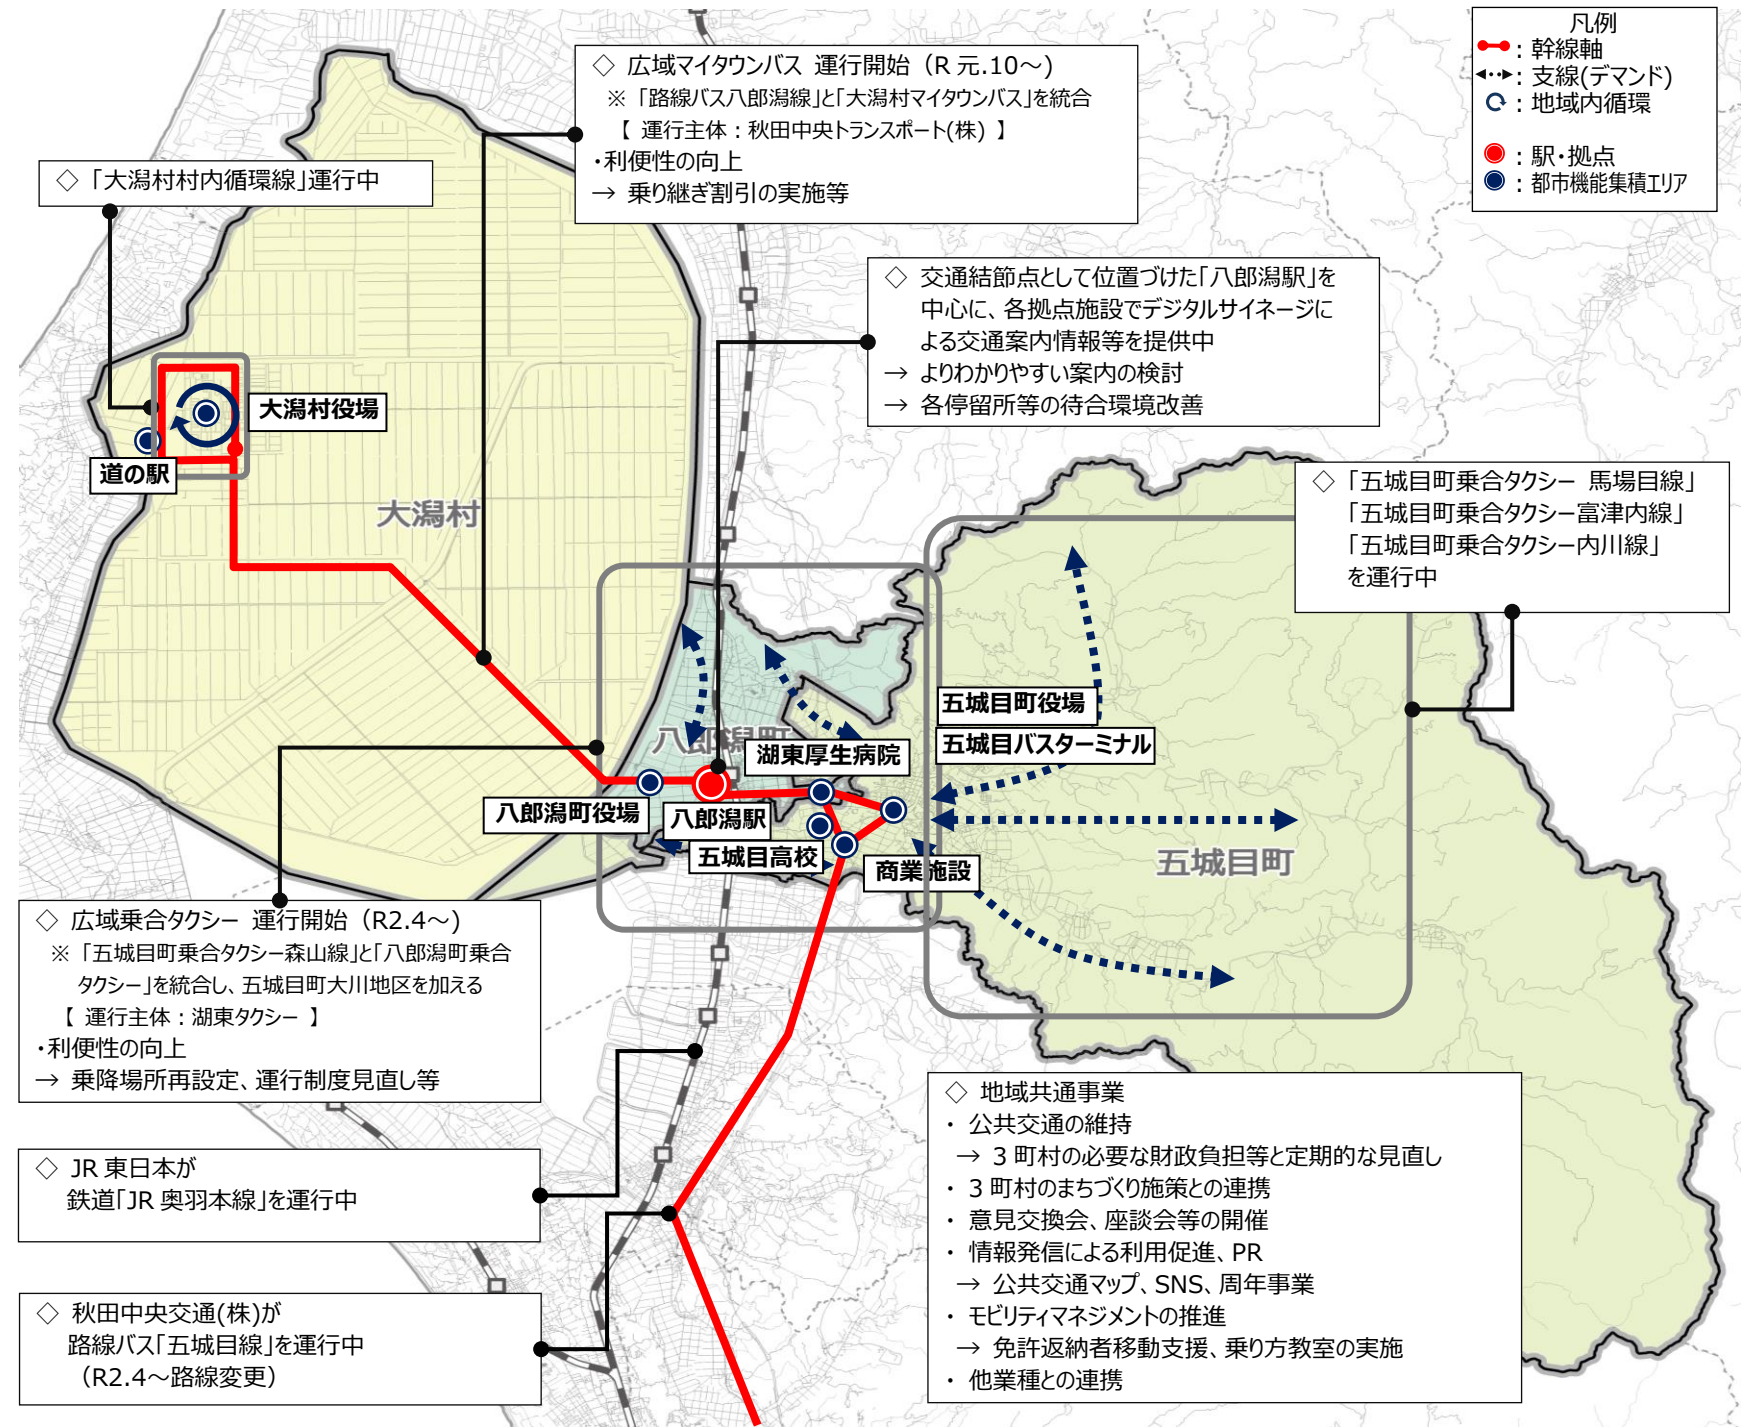 ◇ 広域マイタウンバス 運行開始（R 元.10～）
※「路線バス八郎潟線」と「大潟村マイタウンバス」を統合
【 運行主体：秋田中央トランスポート(株) 】
・利便性の向上
→ 乗り継ぎ割引の実施等
凡例
：幹線軸
：支線(デマンド)
：地域内循環
：駅・拠点
：都市機能集積エリア
◇ 「大潟村村内循環線」運行中
◇ 交通結節点として位置づけた「八郎潟駅」を
中心に、各拠点施設でデジタルサイネージに
よる交通案内情報等を提供中
→ よりわかりやすい案内の検討
→ 各停留所等の待合環境改善
大潟村役場
道の駅
大潟村
◇ 「五城目町乗合タクシー 馬場目線」
「五城目町乗合タクシー富津内線」
「五城目町乗合タクシー内川線」
を運行中
五城目町役場
五城目バスターミナル
八郎潟町
湖東厚生病院
八郎潟町役場
八郎潟駅
五城目高校
商業施設
五城目町
◇ 広域乗合タクシー 運行開始（R2.4～）
※「五城目町乗合タクシー森山線」と「八郎潟町乗合
タクシー」を統合し、五城目町大川地区を加える
【 運行主体：湖東タクシー 】
・利便性の向上
→ 乗降場所再設定、運行制度見直し等
◇ JR 東日本が
鉄道「JR 奥羽本線」を運行中
◇ 秋田中央交通(株)が
路線バス「五城目線」を運行中
（R2.4～路線変更）
◇ 地域共通事業
・ 公共交通の維持
→ 3 町村の必要な財政負担等と定期的な見直し
・ 3 町村のまちづくり施策との連携
・ 意見交換会、座談会等の開催
・ 情報発信による利用促進、PR
→ 公共交通マップ、SNS、周年事業
・ モビリティマネジメントの推進
→ 免許返納者移動支援、乗り方教室の実施
・ 他業種との連携